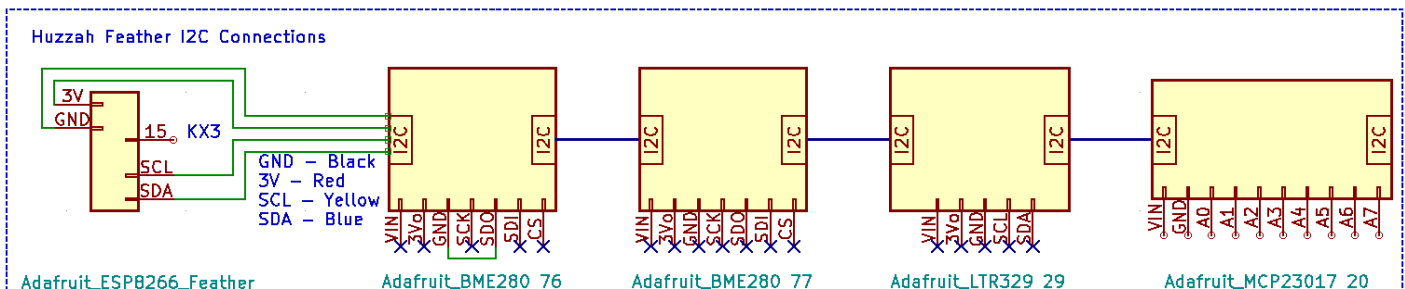 Huzzah Feather I2C Connections
3V
GND
15
KX3
SCL
SDA
GND – Black
3V – Red
SCL – Yellow
SDA – Blue
I2C
VIN
3Vo
GND
SCK
SDO
SDI
CS
Adafruit_ESP8266_Feather
Adafruit_BME280 76
I2C
I2C
VIN
3Vo
GND
SCK
SDO
SDI
CS
Adafruit_BME280 77
I2C
I2C
VIN
3Vo
GND
SCL
SDA
Adafruit_LTR329 29
I2C
I2C
VIN
GND
A0
A1
A2
A3
A4
A5
A6
A7
Adafruit_MCP23017 20